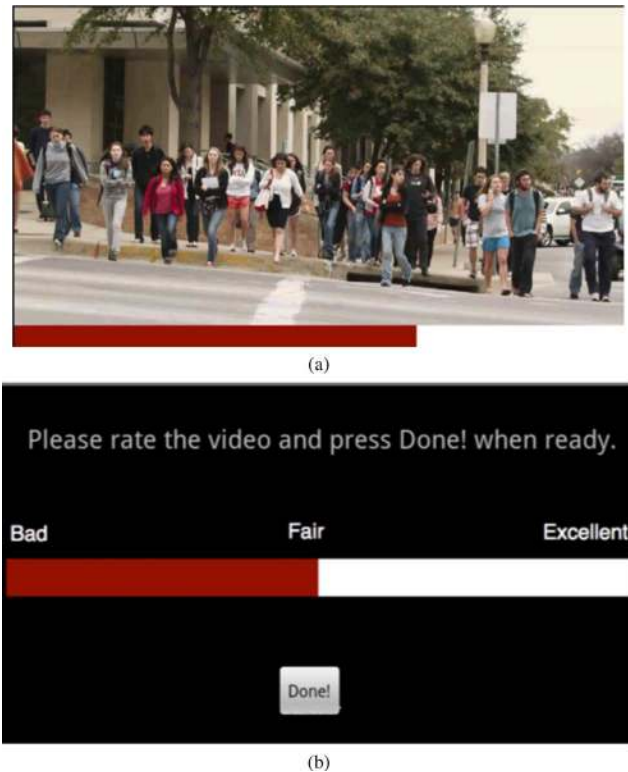 (a)
Please rate the video and press Done! when ready.
Bad Fair Excellent
Done!
(b)